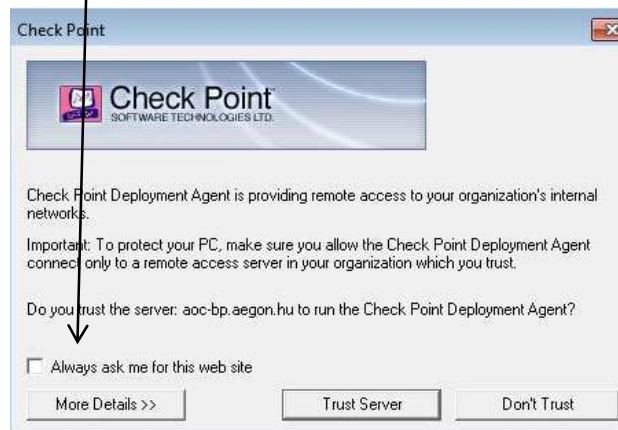 Check Point
Check Point
SOFTWARE TECHNOLOGIES LTD.
Check Point Deployment Agent is providing remote access to your organization's internal
networks.
Important: To protect your PC, make sure you allow the Check Point Deployment Agent
connect only to a remote access server in your organization which you trust.
Do you trust the server: aoc-bp.aegon.hu to run the Check Point Deployment Agent?
Always ask me for this web site
More Details >>
Trust Server
Don't Trust